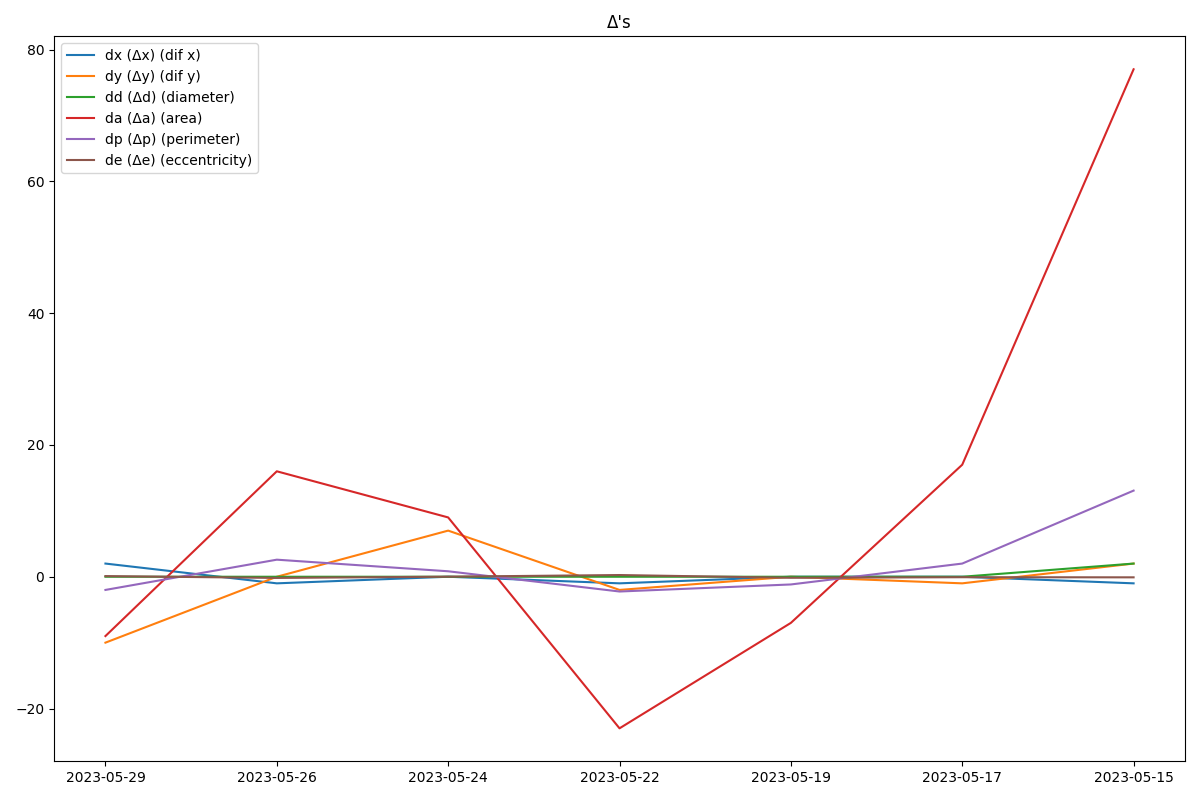 Δ's
dx (Δx) (dif x)
dy (Δy) (dif y)
dd (Δd) (diameter)
da (Δa) (area)
dp (Δp) (perimeter)
de (Δe) (eccentricity)
80
60
40
20
0
−20
2023-05-29 2023-05-26 2023-05-24 2023-05-22 2023-05-19 2023-05-17 2023-05-15